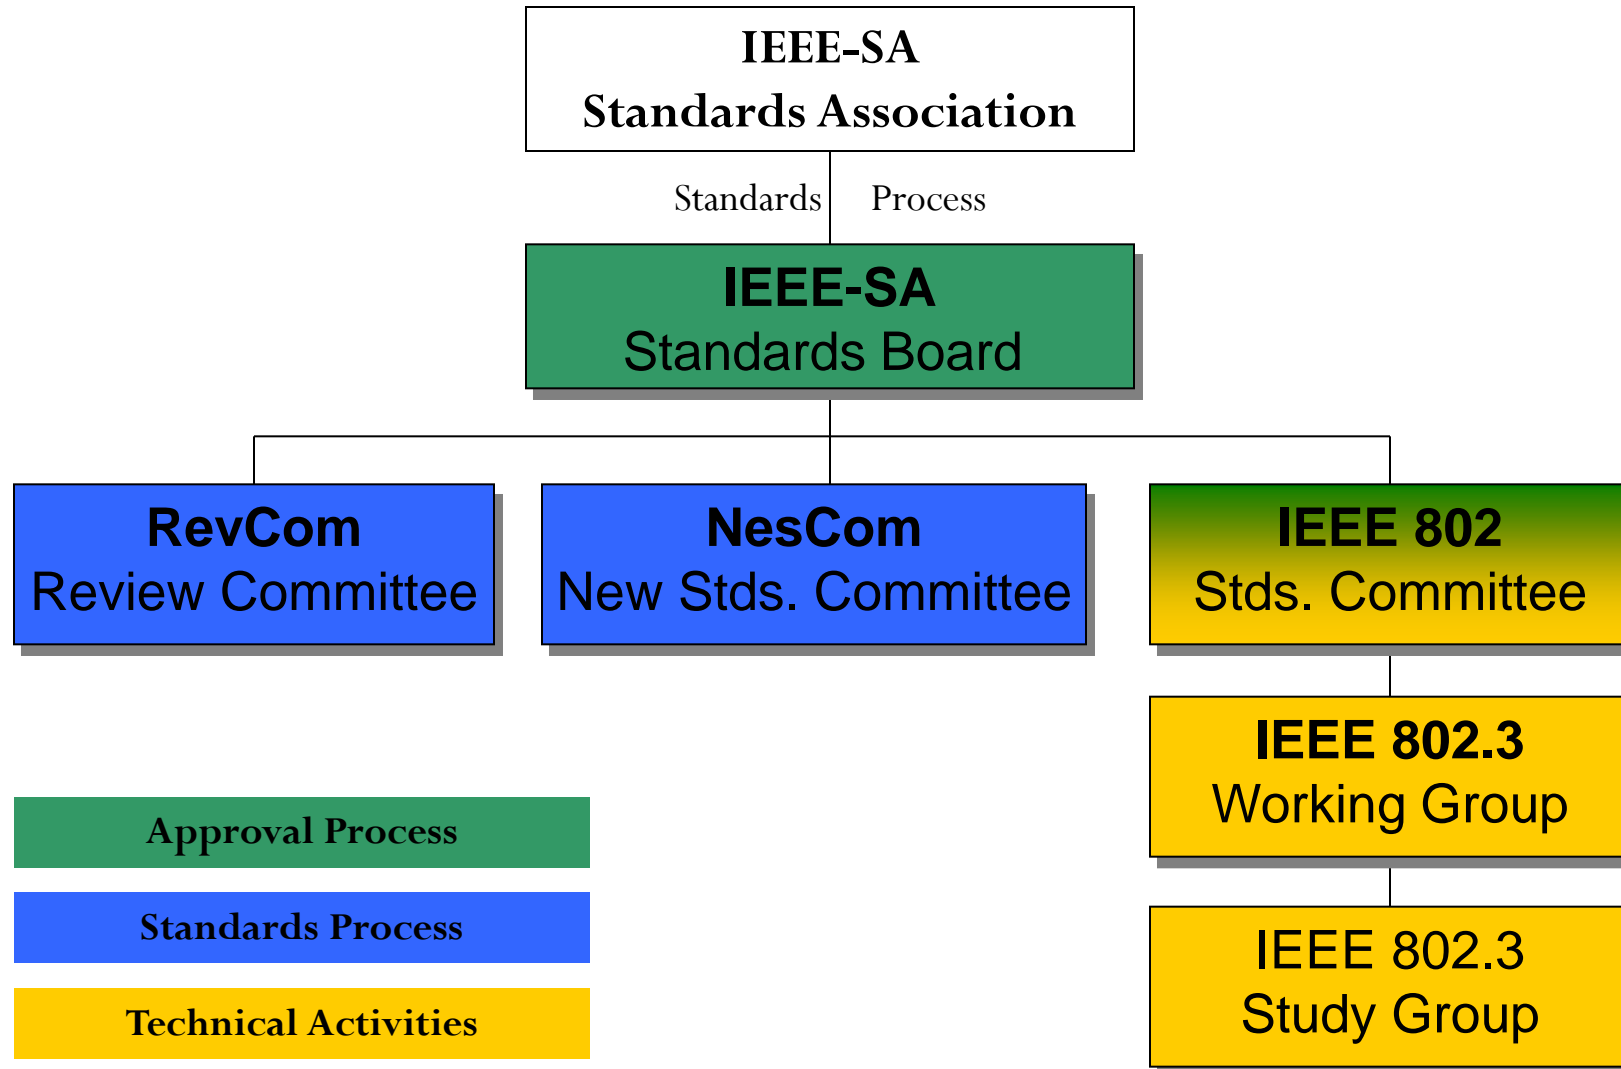 IEEE-SA
Standards Association
Standards Process
IEEE-SA
Standards Board
RevCom
Review Committee
NesCom
New Stds. Committee
IEEE 802
Stds. Committee
IEEE 802.3
Working Group
IEEE 802.3
Study Group
Approval Process
Standards Process
Technical Activities